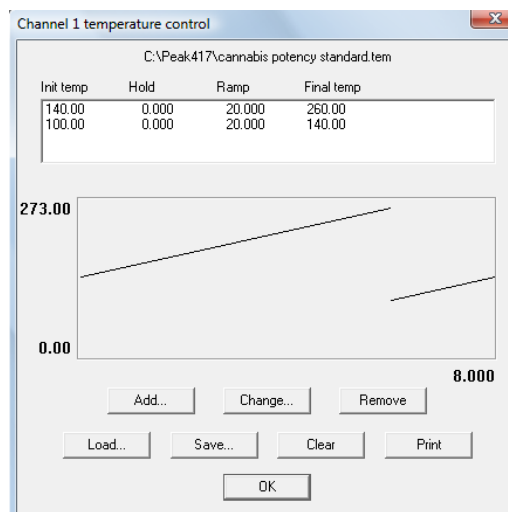 Channel 1 temperature control
C:\Peak417\cannabis potency standard.tem
Init temp Hold Ramp Final temp
140.00 0.000 20.000 260.00
100.00 0.000 20.000 140.00
273.00
0.00
8.000
Add... Change... Remove
Load... Save... Clear Print
OK